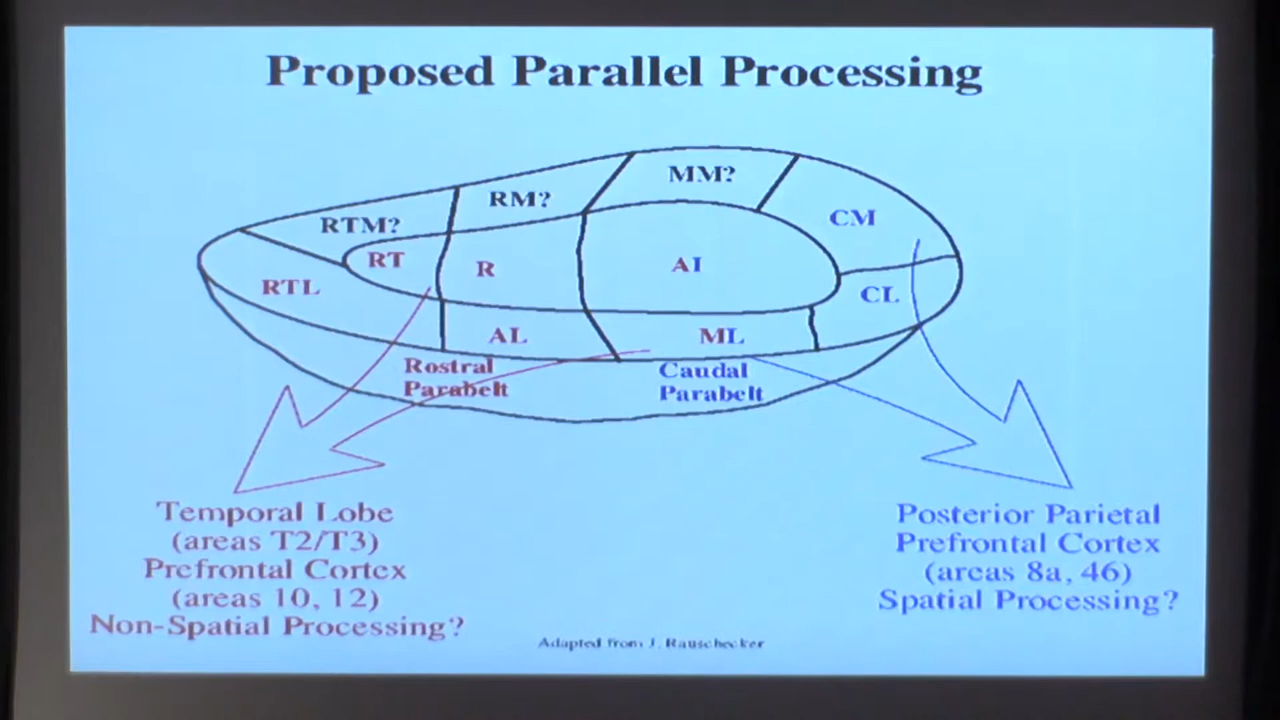 Proposed Parallel Processing
MM?
RM?
CM
RTM?
RT
R
AI
RTL
CL
AL
ML
Rostral
Parabelt
Caudal
Parabelt
Temporal Lobe
(areas T2/T3)
Prefrontal Cortex
(areas 10, 12)
Non-Spatial Processing?
Posterior Parietal
Prefrontal Cortex
(areas 8a, 46)
Spatial Processing?
Adapted from J. Rauschecker